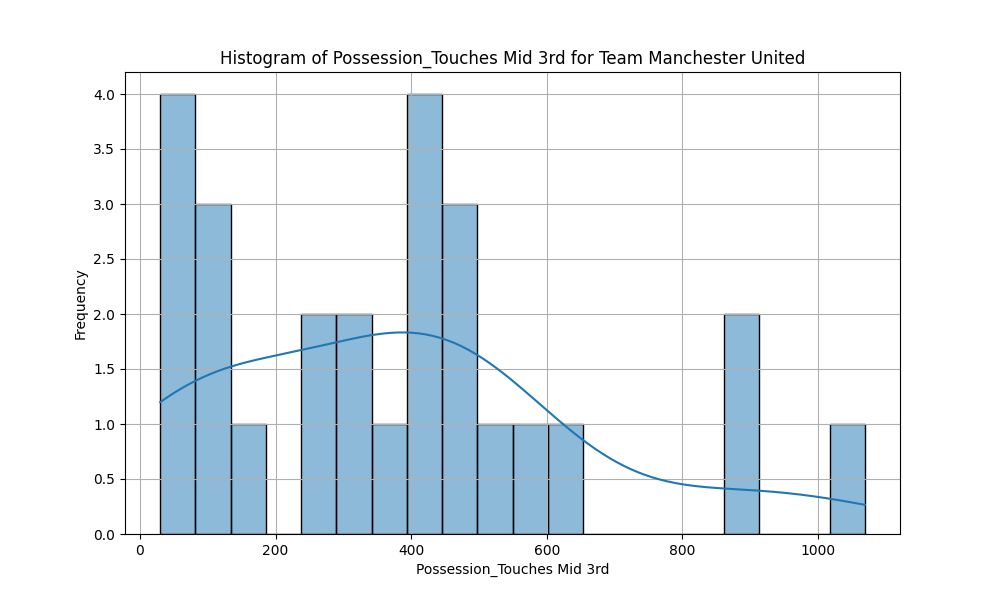 Histogram of Possession_Touches Mid 3rd for Team Manchester United
4.0
3.5
3.0
2.5
2.0
1.5
1.0
0.5
0.0
Frequency
0 200 400 600 800 1000
Possession_Touches Mid 3rd